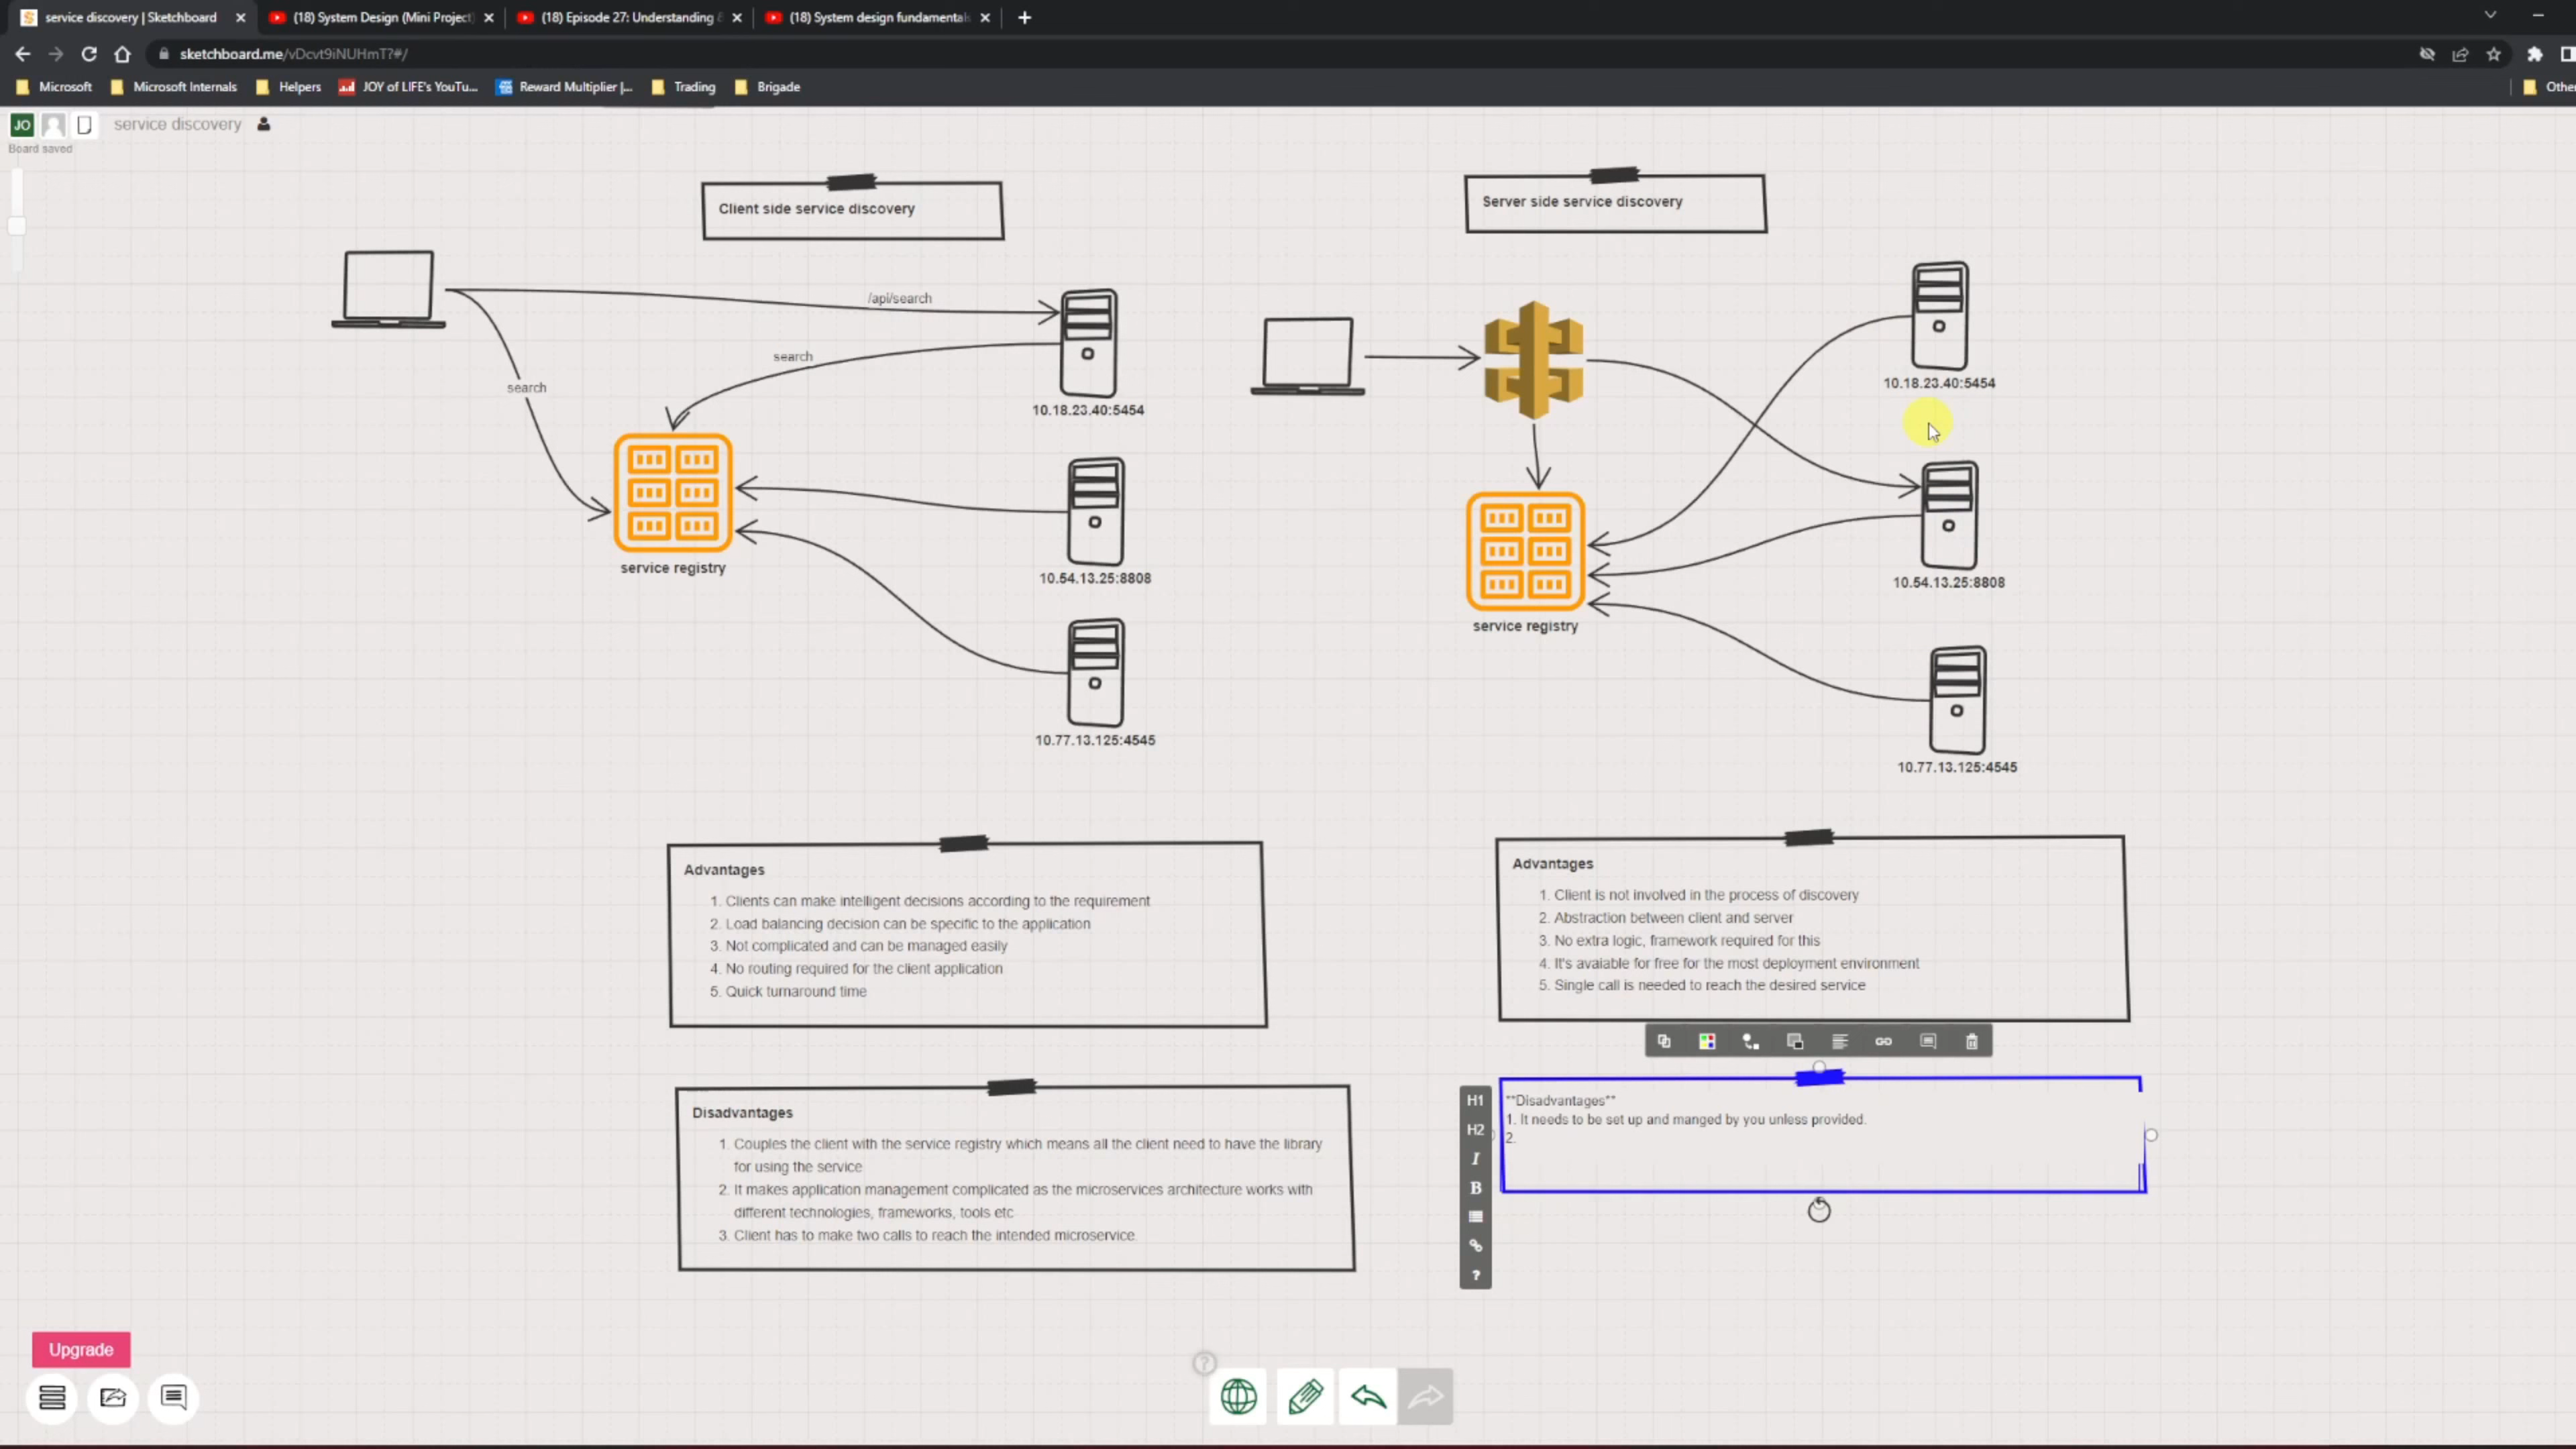 service discovery | Sketchboard
(18) System Design (Mini Project
(18) Episode 27: Understanding &
(18) System design fundamentals
sketchboard.me/vDcvt9iNUHmT?#/
Microsoft
Microsoft Internals
Helpers
JOY of LIFE's YouTu...
Reward Multiplier |...
Trading
Brigade
Other
JO
service discovery
Board saved
Client side service discovery
Server side service discovery
/api/search
search
search
10.18.23.40:5454
10.18.23.40:5454
service registry
10.54.13.25:8808
10.54.13.25:8808
service registry
10.77.13.125:4545
10.77.13.125:4545
Advantages
1. Clients can make intelligent decisions according to the requirement
2. Load balancing decision can be specific to the application
3. Not complicated and can be managed easily
4. No routing required for the client application
5. Quick turnaround time
Advantages
1. Client is not involved in the process of discovery
2. Abstraction between client and server
3. No extra logic, framework required for this
4. It's avaiable for free for the most deployment environment
5. Single call is needed to reach the desired service
Disadvantages
1. Couples the client with the service registry which means all the client need to have the library
for using the service
2. It makes application management complicated as the microservices architecture works with
different technologies, frameworks, tools etc
3. Client has to make two calls to reach the intended microservice.
H1
H2
I
B
?
**Disadvantages**
1. It needs to be set up and manged by you unless provided.
2.
Upgrade
?